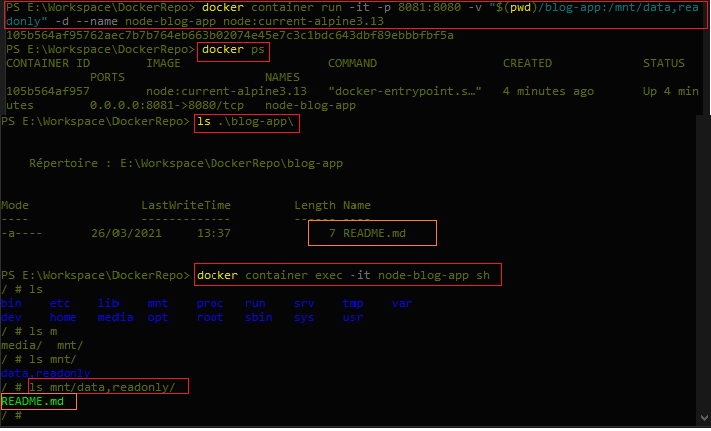 PS E:\Workspace\DockerRepo> docker container run -it -p 8081:8080 -v "$(pwd)/blog-app:/mnt/data,rea
donly" -d --name node-blog-app node:current-alpine3.13
105b564af95762aec7b7b764eb663b02074e45e7c3c1bdc643dbf89ebbbfbf5a
PS E:\Workspace\DockerRepo> docker ps
CONTAINER ID IMAGE COMMAND CREATED STATUS
PORTS NAMES
105b564af957 node:current-alpine3.13 "docker-entrypoint.s…" 4 minutes ago Up 4 min
utes 0.0.0.0:8081->8080/tcp node-blog-app
PS E:\Workspace\DockerRepo> ls .\blog-app\
Répertoire : E:\Workspace\DockerRepo\blog-app
Mode LastWriteTime Length Name
---- ------------- ------ ----
-a---- 26/03/2021 13:37 7 README.md
PS E:\Workspace\DockerRepo> docker container exec -it node-blog-app sh
/ # ls
bin etc lib mnt proc run srv tmp var
dev home media opt root sbin sys usr
/ # ls m
media/ mnt/
/ # ls mnt/
data,readonly
/ # ls mnt/data,readonly/
README.md
/ #